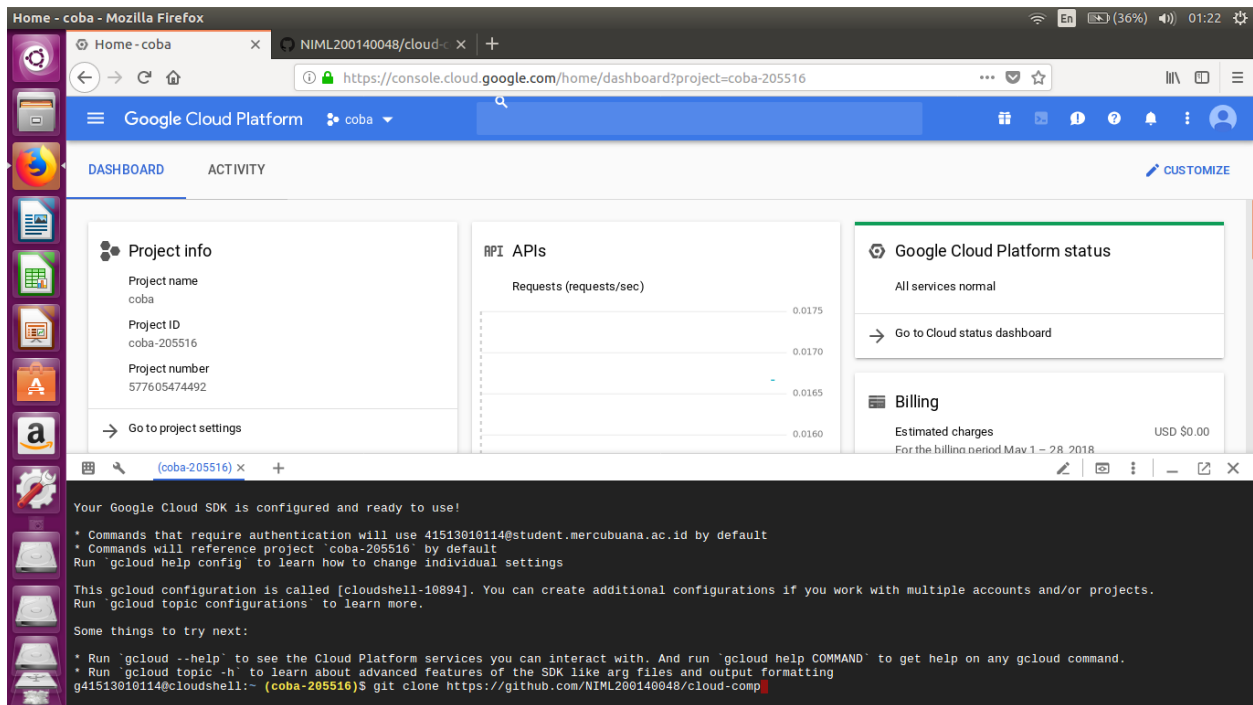 Home - coba - Mozilla Firefox
En (36%) 01:22
Home - coba × NIML200140048/cloud-c × +
https://console.cloud.google.com/home/dashboard?project=coba-205516
Google Cloud Platform coba
DASHBOARD ACTIVITY CUSTOMIZE
Project info
Project name
coba
Project ID
coba-205516
Project number
577605474492
Go to project settings
API APIs
Requests (requests/sec)
0.0175
0.0170
0.0165
0.0160
Google Cloud Platform status
All services normal
Go to Cloud status dashboard
Billing
Estimated charges USD $0.00
For the billing period May 1 – 28, 2018
(coba-205516) × +
Your Google Cloud SDK is configured and ready to use!
* Commands that require authentication will use 41513010114@student.mercubuana.ac.id by default
* Commands will reference project `coba-205516` by default
Run `gcloud help config` to learn how to change individual settings
This gcloud configuration is called [cloudshell-10894]. You can create additional configurations if you work with multiple accounts and/or projects.
Run `gcloud topic configurations` to learn more.
Some things to try next:
* Run `gcloud --help` to see the Cloud Platform services you can interact with. And run `gcloud help COMMAND` to get help on any gcloud command.
* Run `gcloud topic -h` to learn about advanced features of the SDK like arg files and output formatting
g41513010114@cloudshell:~ (coba-205516)$ git clone https://github.com/NIML200140048/cloud-comp